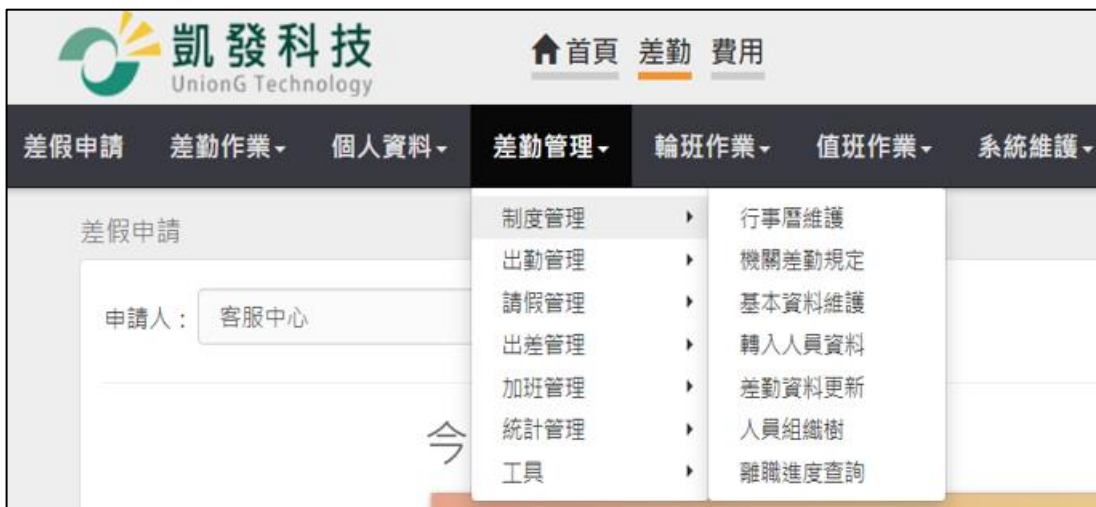 凱發科技
UnionG Technology
首頁 差勤 費用
差假申請 差勤作業 個人資料 差勤管理 輪班作業 值班作業 系統維護
差假申請
申請人： 客服中心
今
制度管理
出勤管理
請假管理
出差管理
加班管理
統計管理
工具
行事曆維護
機關差勤規定
基本資料維護
轉入人員資料
差勤資料更新
人員組織樹
離職進度查詢